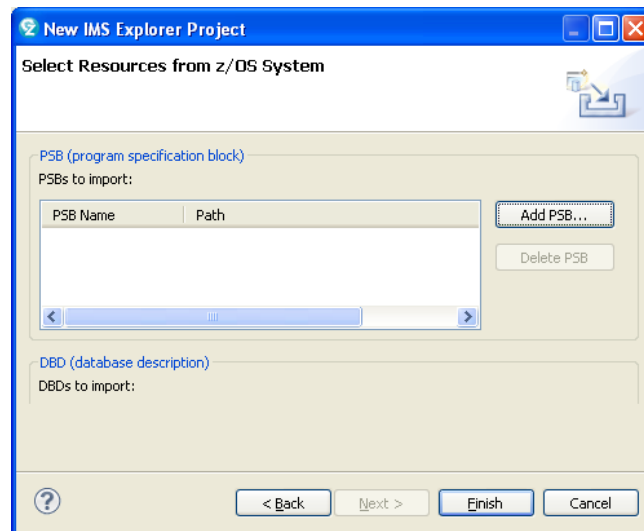 New IMS Explorer Project
Select Resources from z/OS System
PSB (program specification block)
PSBs to import:
PSB Name Path
Add PSB...
Delete PSB
DBD (database description)
DBDs to import:
? < Back Next > Finish Cancel